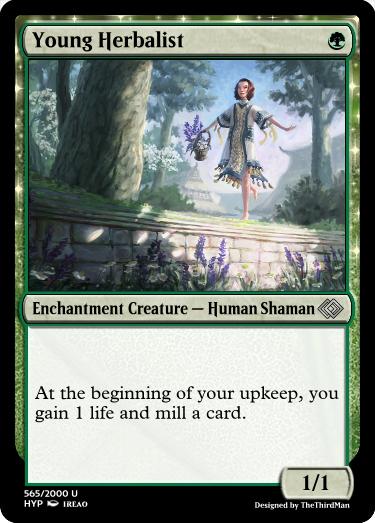 Young Herbalist
Enchantment Creature — Human Shaman
At the beginning of your upkeep, you
gain 1 life and mill a card.
1/1
565/2000 U
HYP IREAO
Designed by TheThirdMan